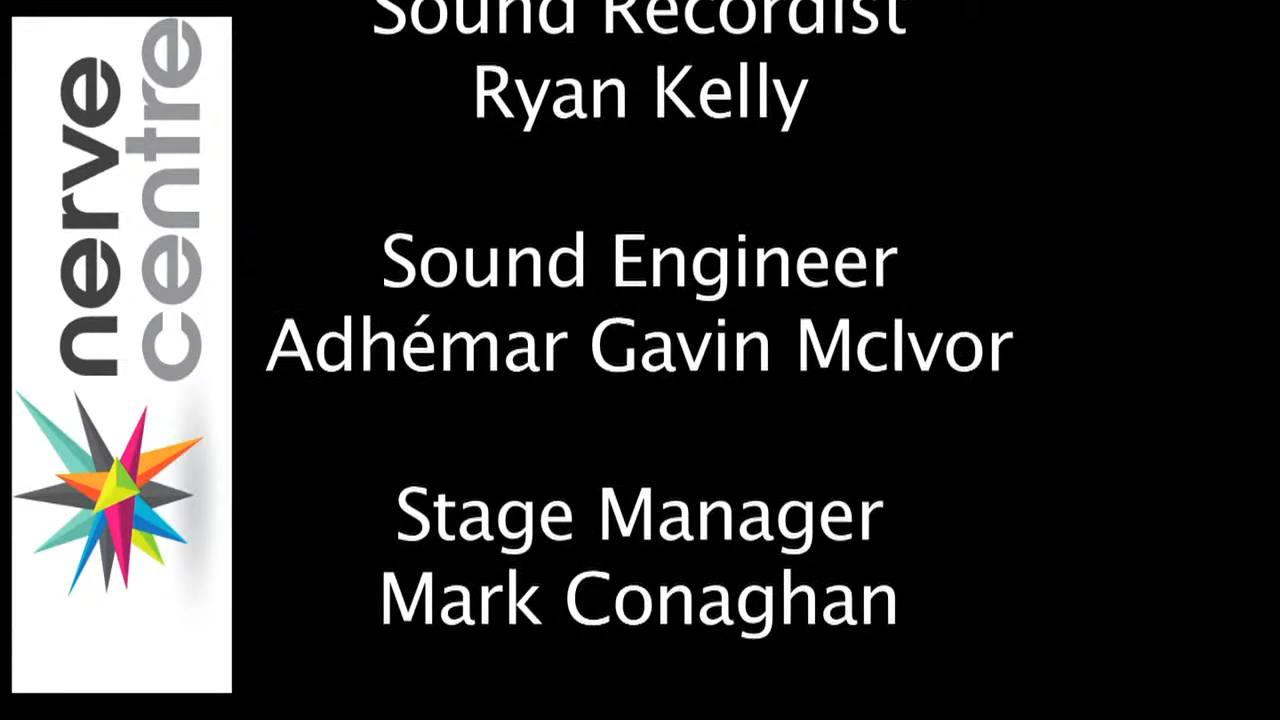 nerve
centre
Sound Recordist
Ryan Kelly
Sound Engineer
Adhémar Gavin McIvor
Stage Manager
Mark Conaghan